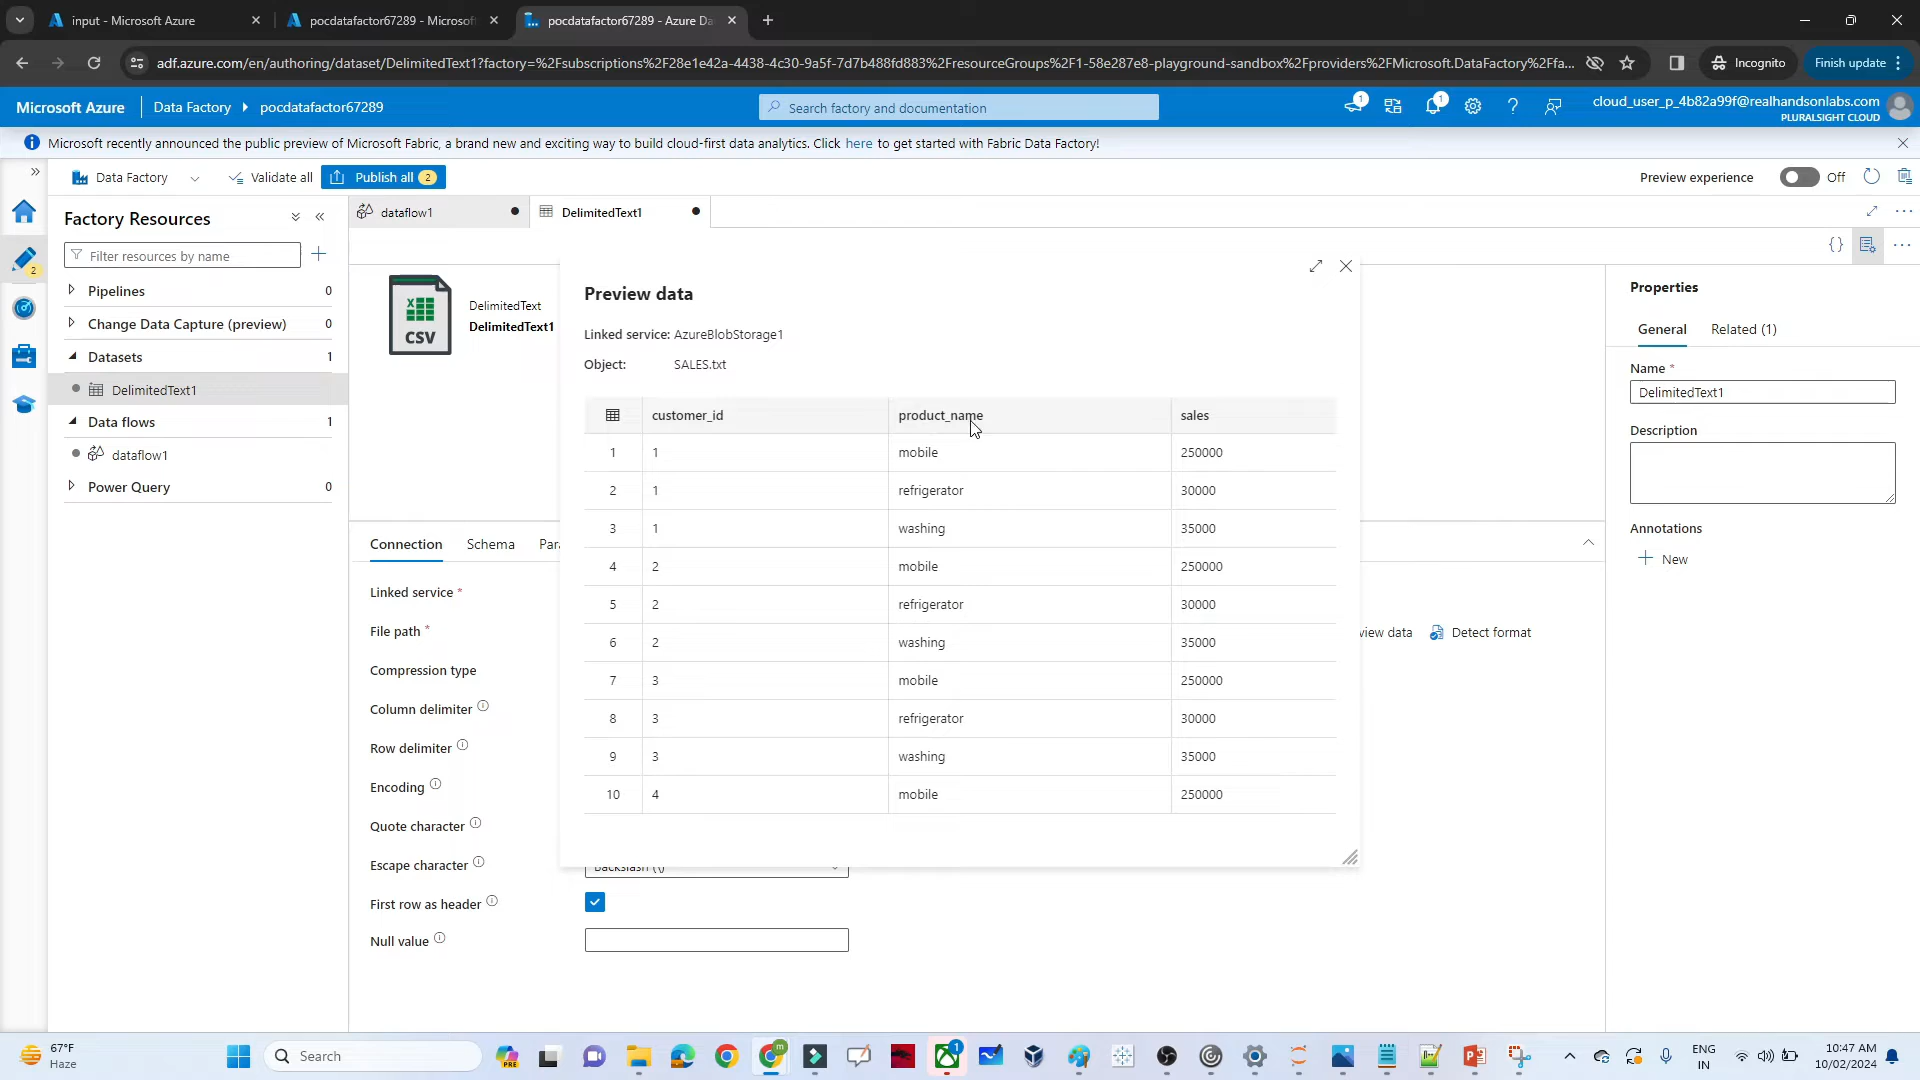 input - Microsoft Azure
pocdatafactor67289 - Microsof
pocdatafactor67289 - Azure Da
adf.azure.com/en/authoring/dataset/DelimitedText1?factory=%2Fsubscriptions%2F28e1e42a-4438-4c30-9a5f-7d7b488fd883%2FresourceGroups%2F1-58e287e8-playground-sandbox%2Fproviders%2FMicrosoft.DataFactory%2Ffa...
Incognito
Finish update
Microsoft Azure
Data Factory
pocdatafactor67289
Search factory and documentation
1
1
cloud_user_p_4b82a99f@realhandsonlabs.com
PLURALSIGHT CLOUD
Microsoft recently announced the public preview of Microsoft Fabric, a brand new and exciting way to build cloud-first data analytics. Click here to get started with Fabric Data Factory!
Data Factory
Validate all
Publish all 2
Preview experience
Off
Factory Resources
Filter resources by name
2
Pipelines 0
Change Data Capture (preview) 0
Datasets 1
DelimitedText1
Data flows 1
dataflow1
Power Query 0
dataflow1
DelimitedText1
CSV
DelimitedText
DelimitedText1
Preview data
Linked service: AzureBlobStorage1
Object: SALES.txt
customer_id product_name sales
1 1 mobile 250000
2 1 refrigerator 30000
3 1 washing 35000
4 2 mobile 250000
5 2 refrigerator 30000
6 2 washing 35000
7 3 mobile 250000
8 3 refrigerator 30000
9 3 washing 35000
10 4 mobile 250000
Connection
Schema
Para
Linked service *
File path *
view data
Detect format
Compression type
Column delimiter
Row delimiter
Encoding
Quote character
Escape character
Backslash (\)
First row as header
Null value
Properties
General
Related (1)
Name *
DelimitedText1
Description
Annotations
New
67°F
Haze
Search
PRE
1
ENG
IN
10:47 AM
10/02/2024